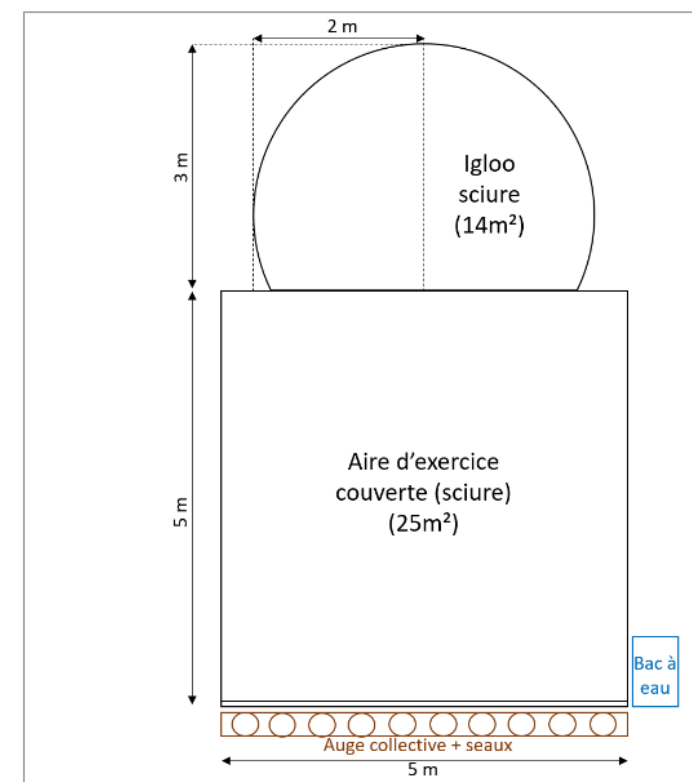 2 m
3 m
Igloo
sciure
(14m²)
5 m
Aire d'exercice
couverte (sciure)
(25m²)
Bac à
eau
Auge collective + seaux
5 m